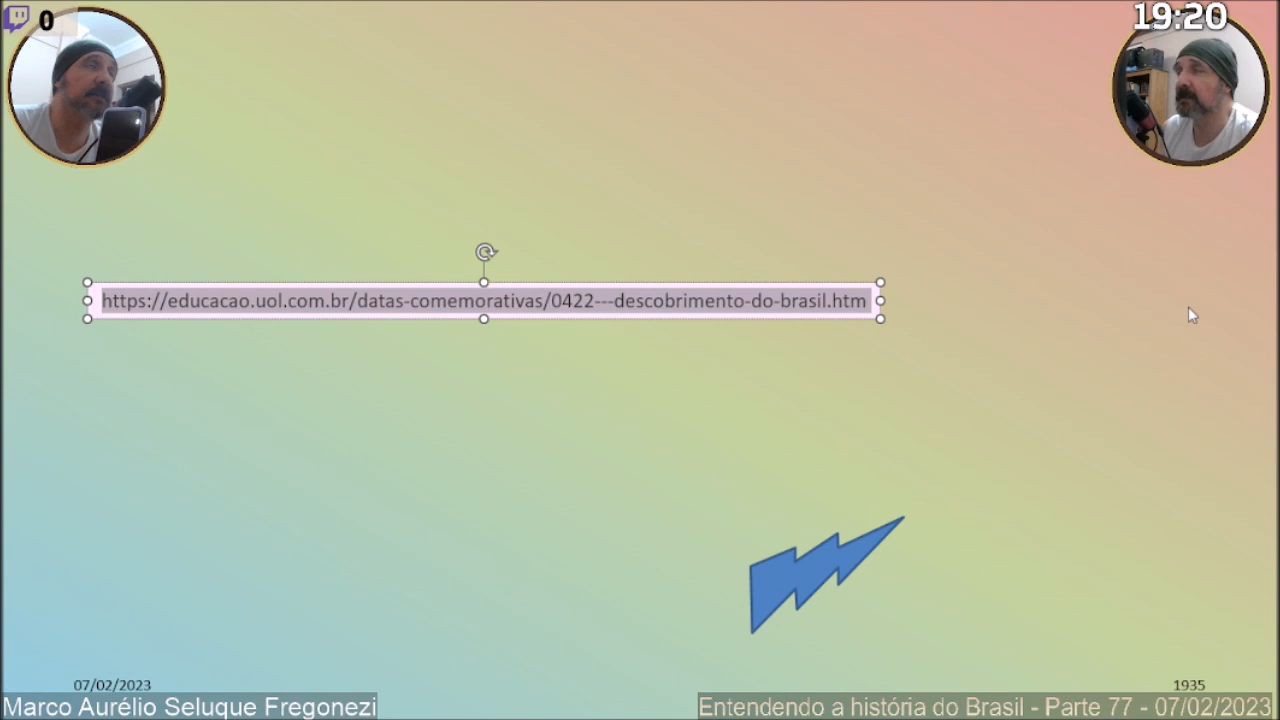 0
19:20
https://educacao.uol.com.br/datas-comemorativas/0422---descobrimento-do-brasil.htm
07/02/2023
1935
Marco Aurélio Seluque Fregonezi
Entendendo a história do Brasil - Parte 77 - 07/02/2023